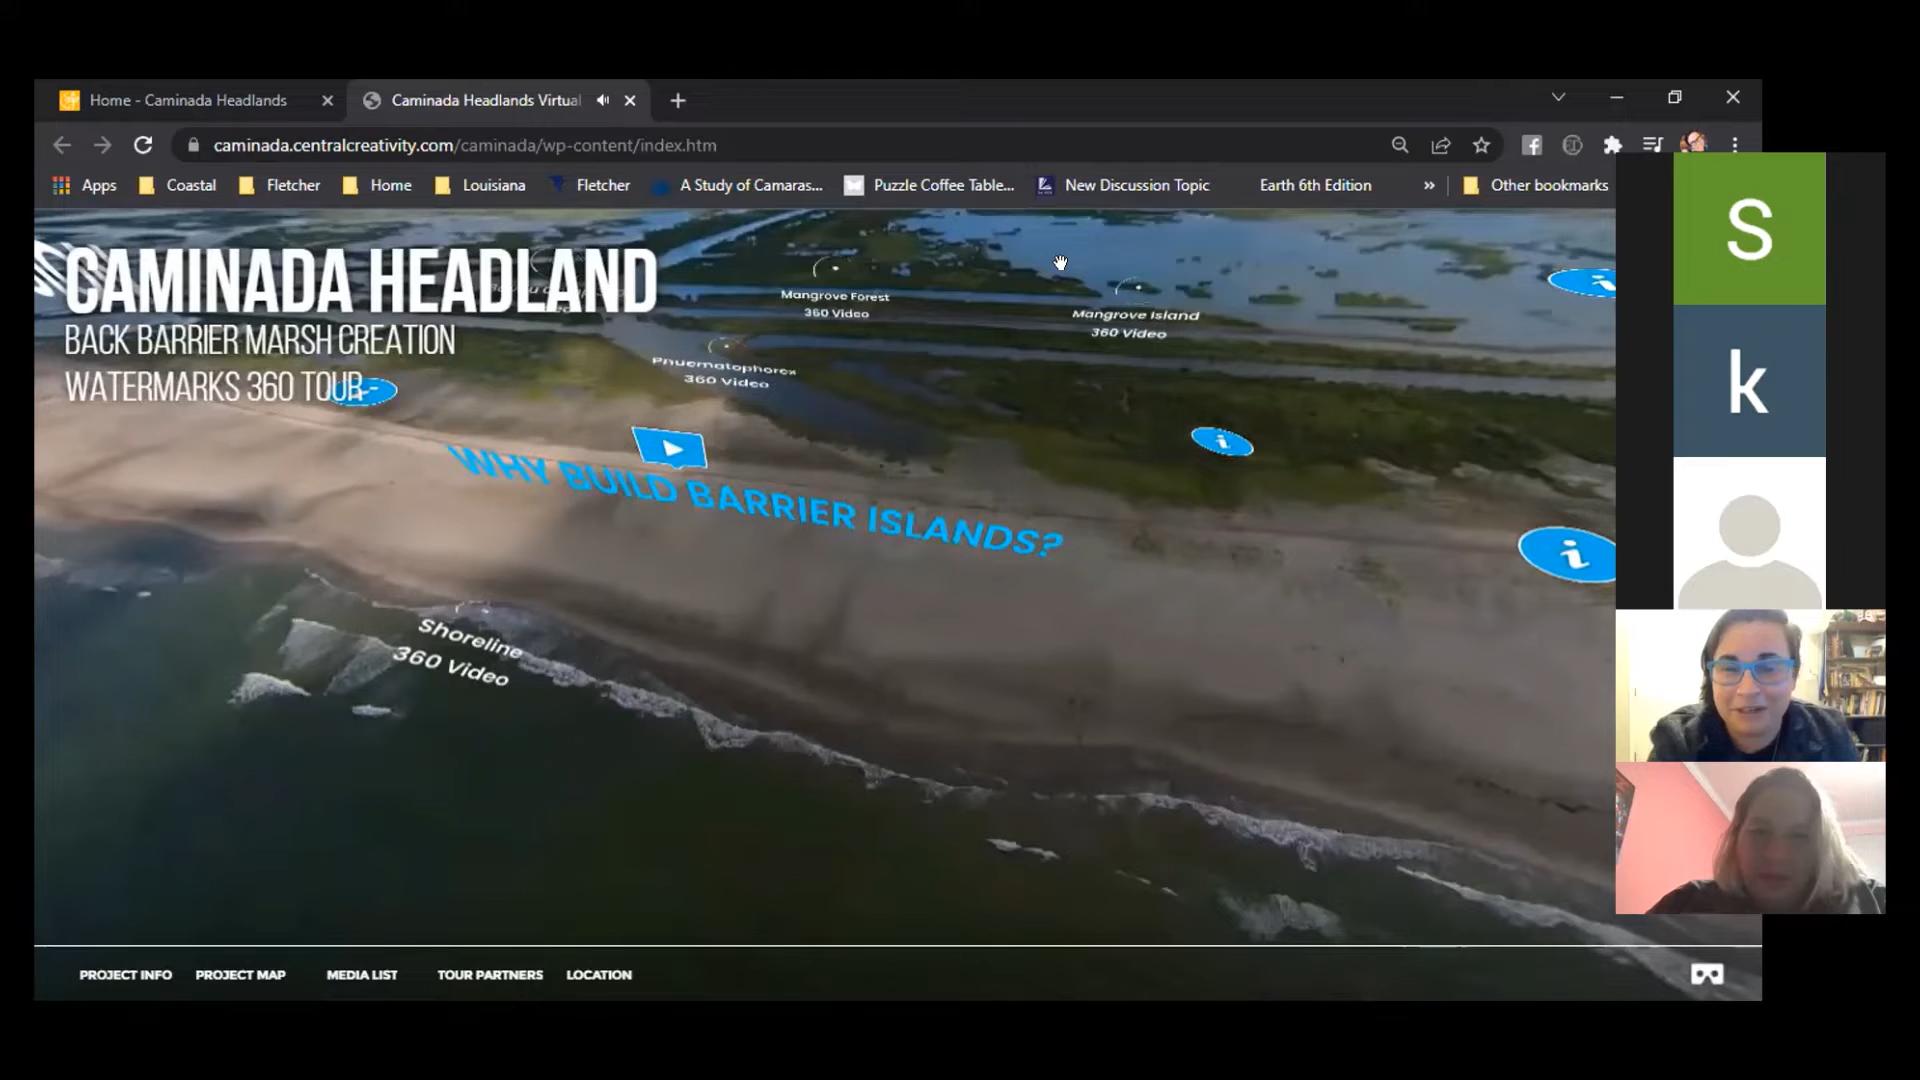 Home - Caminada Headlands
Caminada Headlands Virtual
caminada.centralcreativity.com/caminada/wp-content/index.htm
Apps
Coastal
Fletcher
Home
Louisiana
Fletcher
A Study of Camaras...
Puzzle Coffee Table...
New Discussion Topic
Earth 6th Edition
»
Other bookmarks
CAMINADA HEADLAND
BACK BARRIER MARSH CREATION
WATERMARKS 360 TOUR
Mangrove Forest
360 Video
Mangrove Island
360 Video
Pnuematophores
360 Video
i
i
i
WHY BUILD BARRIER ISLANDS?
Shoreline
360 Video
PROJECT INFO
PROJECT MAP
MEDIA LIST
TOUR PARTNERS
LOCATION
S
k